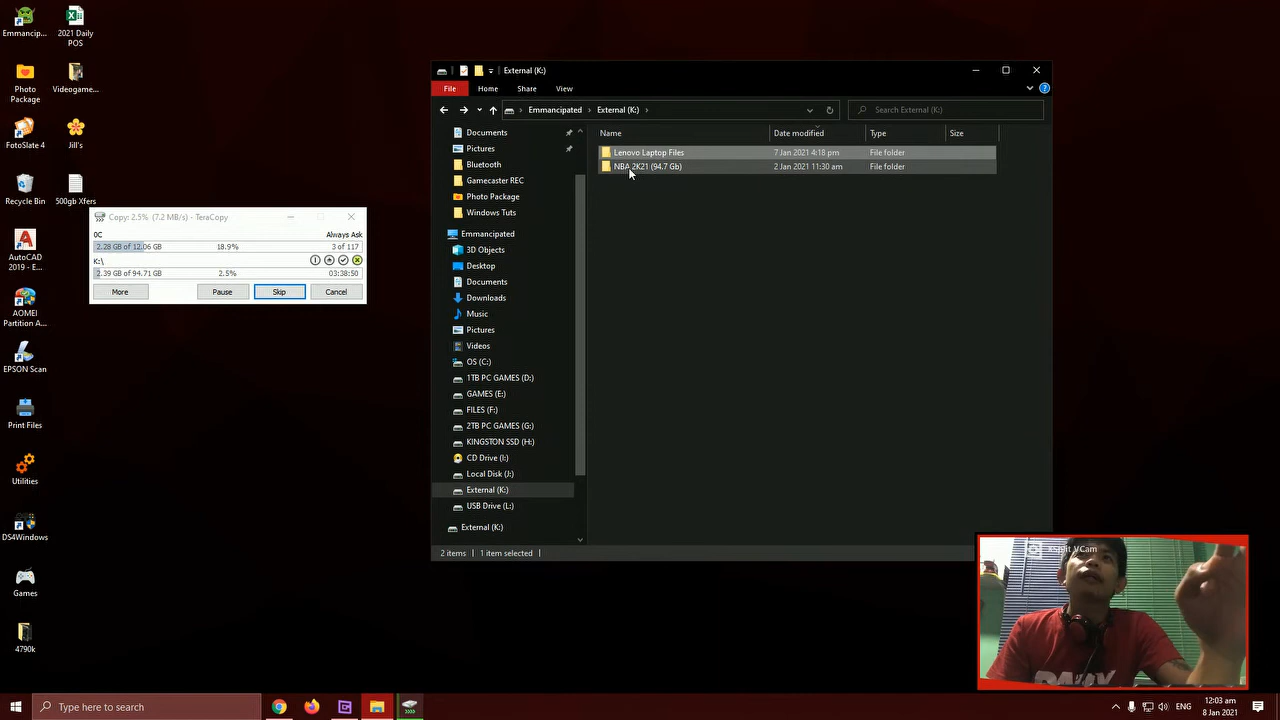 Emmancip...
2021 Daily
POS
Photo
Package
Videogame...
FotoSlate 4
Jill's
Recycle Bin
500gb Xfers
AutoCAD
2019 - E...
AOMEI
Partition A...
EPSON Scan
Print Files
Utilities
DS4Windows
Games
4790k
Copy: 2.5% (7.2 MB/s) - TeraCopy
0C
Always Ask
2.28 GB of 12.06 GB
18.9%
3 of 117
K:\
2.39 GB of 94.71 GB
2.5%
03:38:50
More
Pause
Skip
Cancel
External (K:)
File
Home
Share
View
Emmancipated
External (K:)
Search External (K:)
Documents
Pictures
Bluetooth
Gamecaster REC
Photo Package
Windows Tuts
Emmancipated
3D Objects
Desktop
Documents
Downloads
Music
Pictures
Videos
OS (C:)
1TB PC GAMES (D:)
GAMES (E:)
FILES (F:)
2TB PC GAMES (G:)
KINGSTON SSD (H:)
CD Drive (I:)
Local Disk (J:)
External (K:)
USB Drive (L:)
External (K:)
Name
Date modified
Type
Size
Lenovo Laptop Files
7 Jan 2021 4:18 pm
File folder
NBA 2K21 (94.7 Gb)
2 Jan 2021 11:30 am
File folder
2 items
1 item selected
VCam
Type here to search
ENG
12:03 am
8 Jan 2021